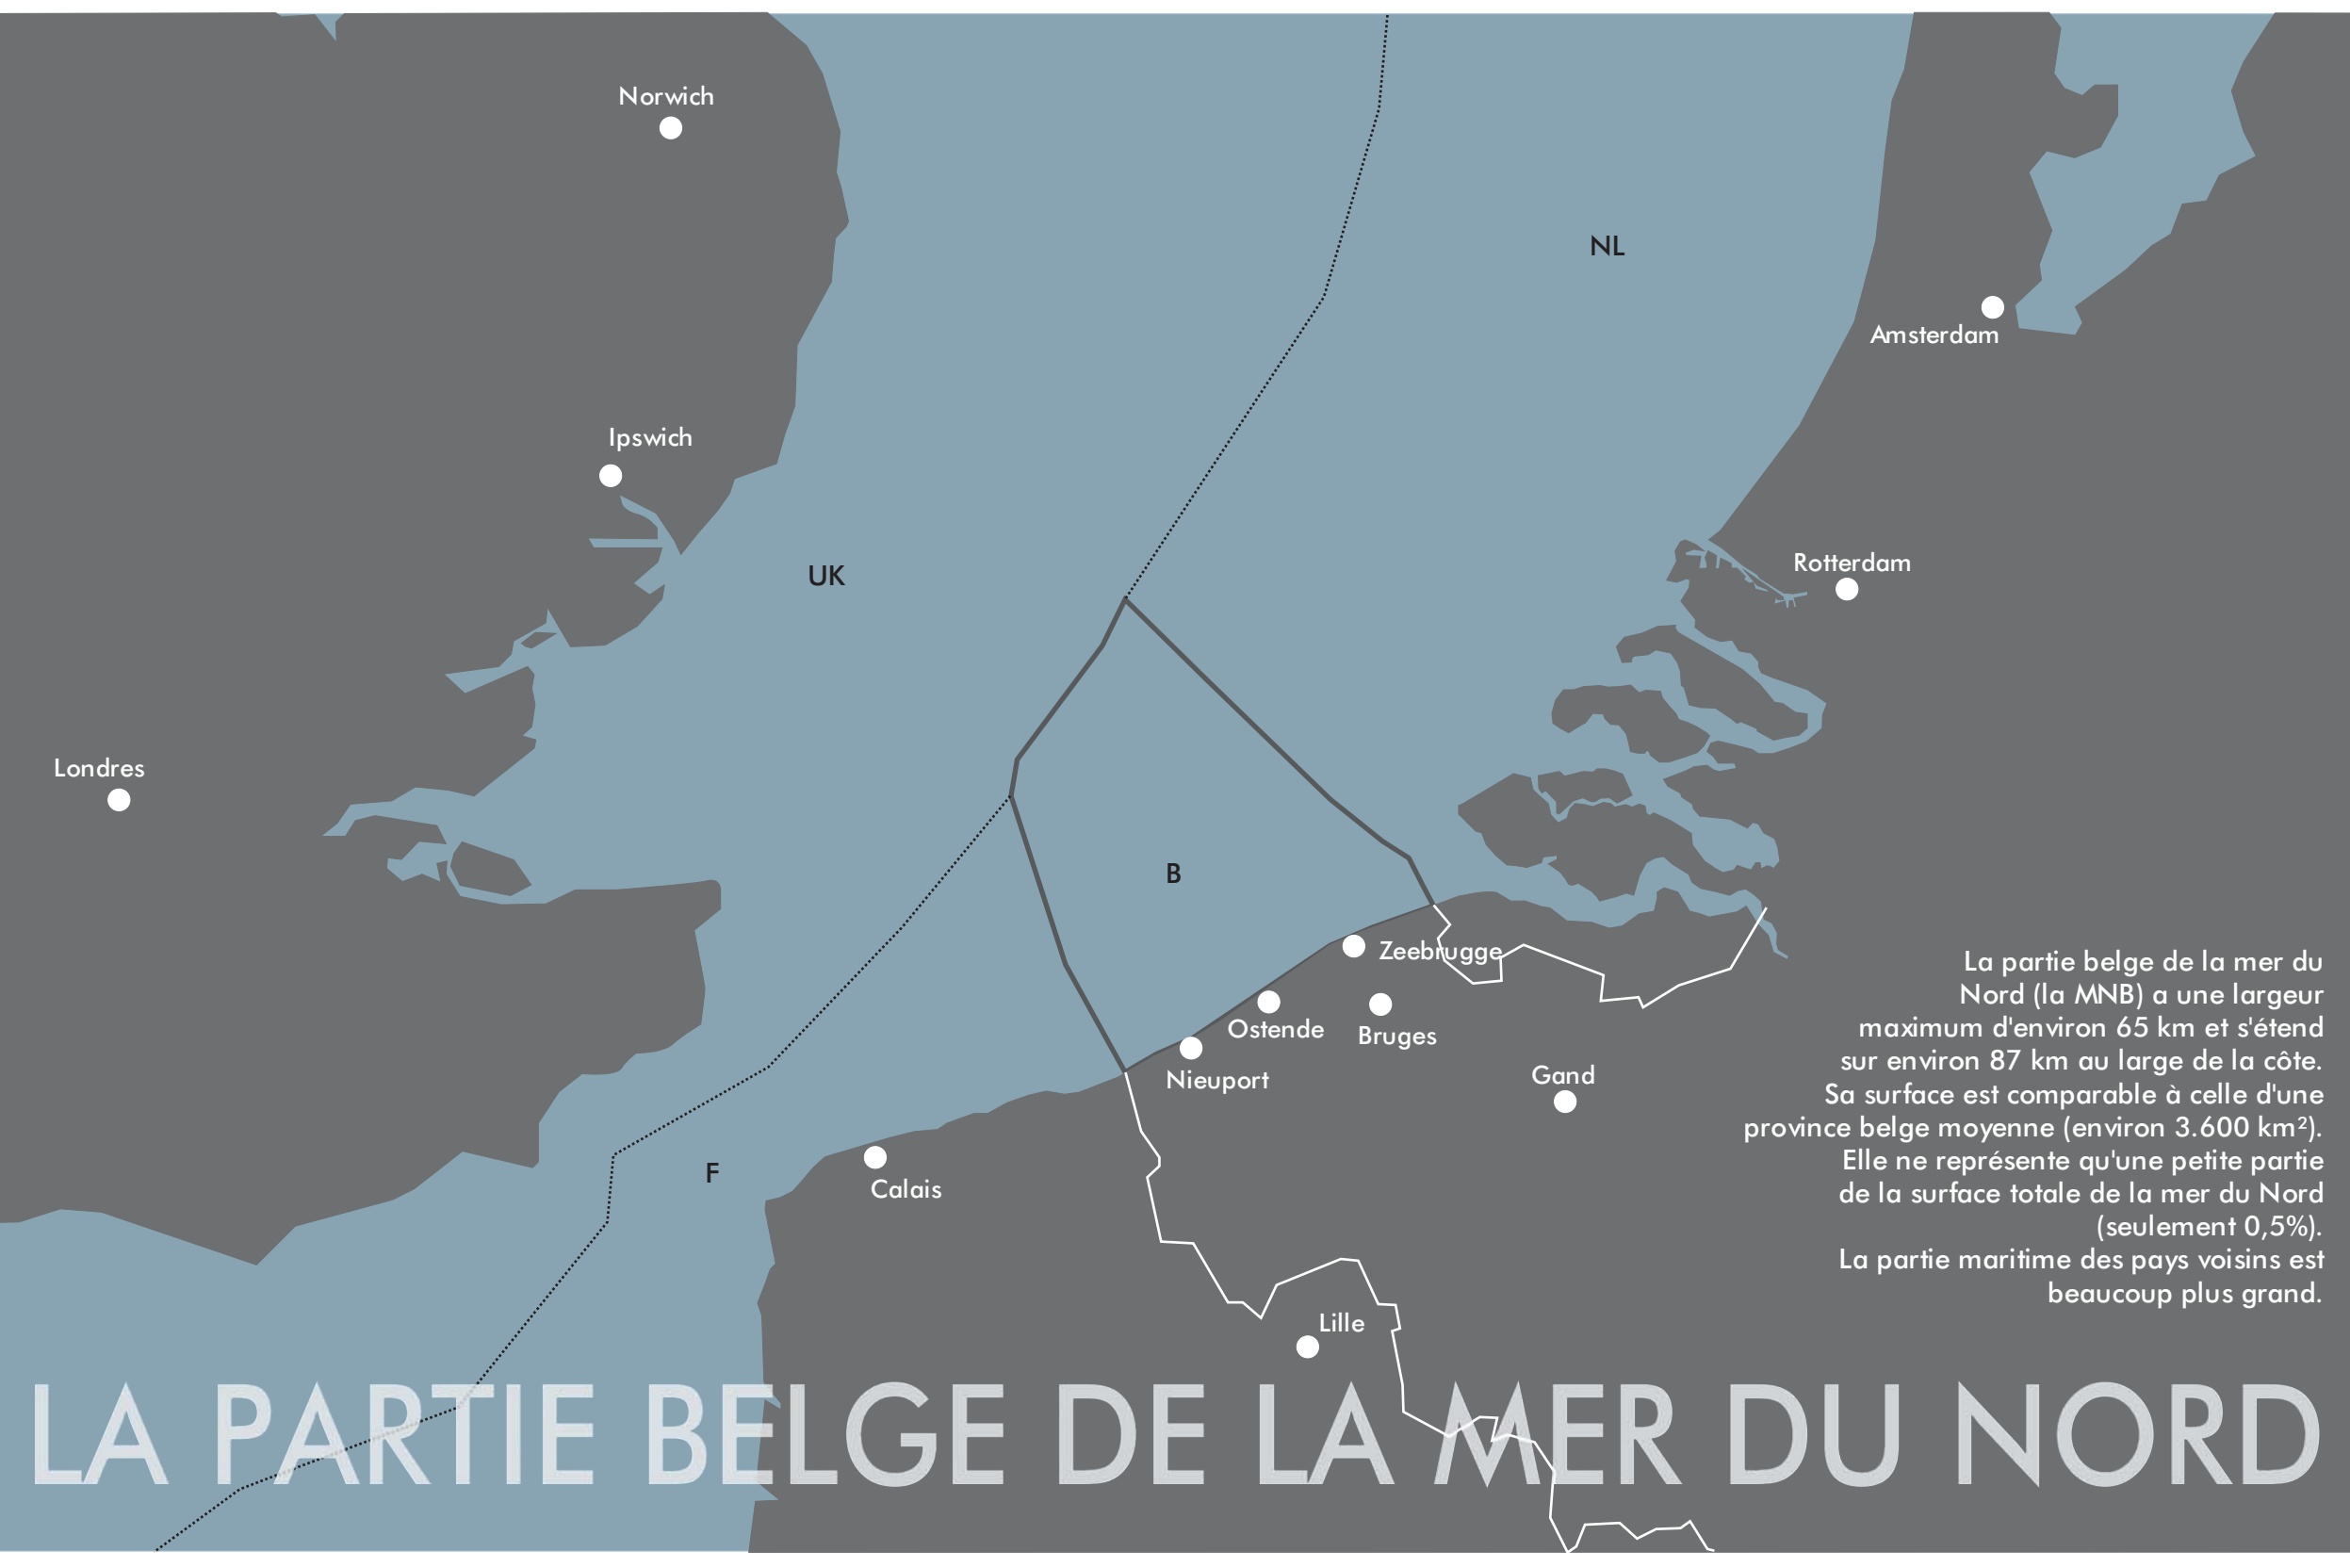 Norwich
NL
Amsterdam
Ipswich
UK
Rotterdam
Londres
B
Zeebrugge
Ostende
Bruges
Nieuport
Gand
F
Calais
Lille
La partie belge de la mer du
Nord (la MNB) a une largeur
maximum d'environ 65 km et s'étend
sur environ 87 km au large de la côte.
Sa surface est comparable à celle d'une
province belge moyenne (environ 3.600 km²).
Elle ne représente qu'une petite partie
de la surface totale de la mer du Nord
(seulement 0,5%).
La partie maritime des pays voisins est
beaucoup plus grand.
LA PARTIE BELGE DE LA MER DU NORD